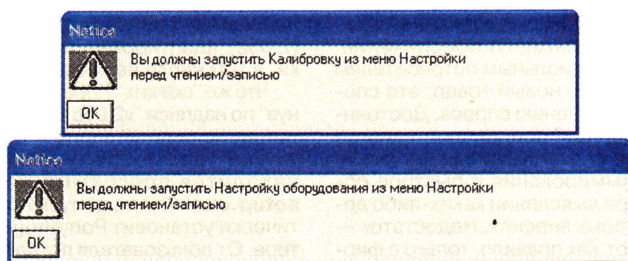 Notice
Вы должны запустить Калибровку из меню Настройки
перед чтением/записью
OK
Notice
Вы должны запустить Настройку оборудования из меню Настройки
перед чтением/записью
OK